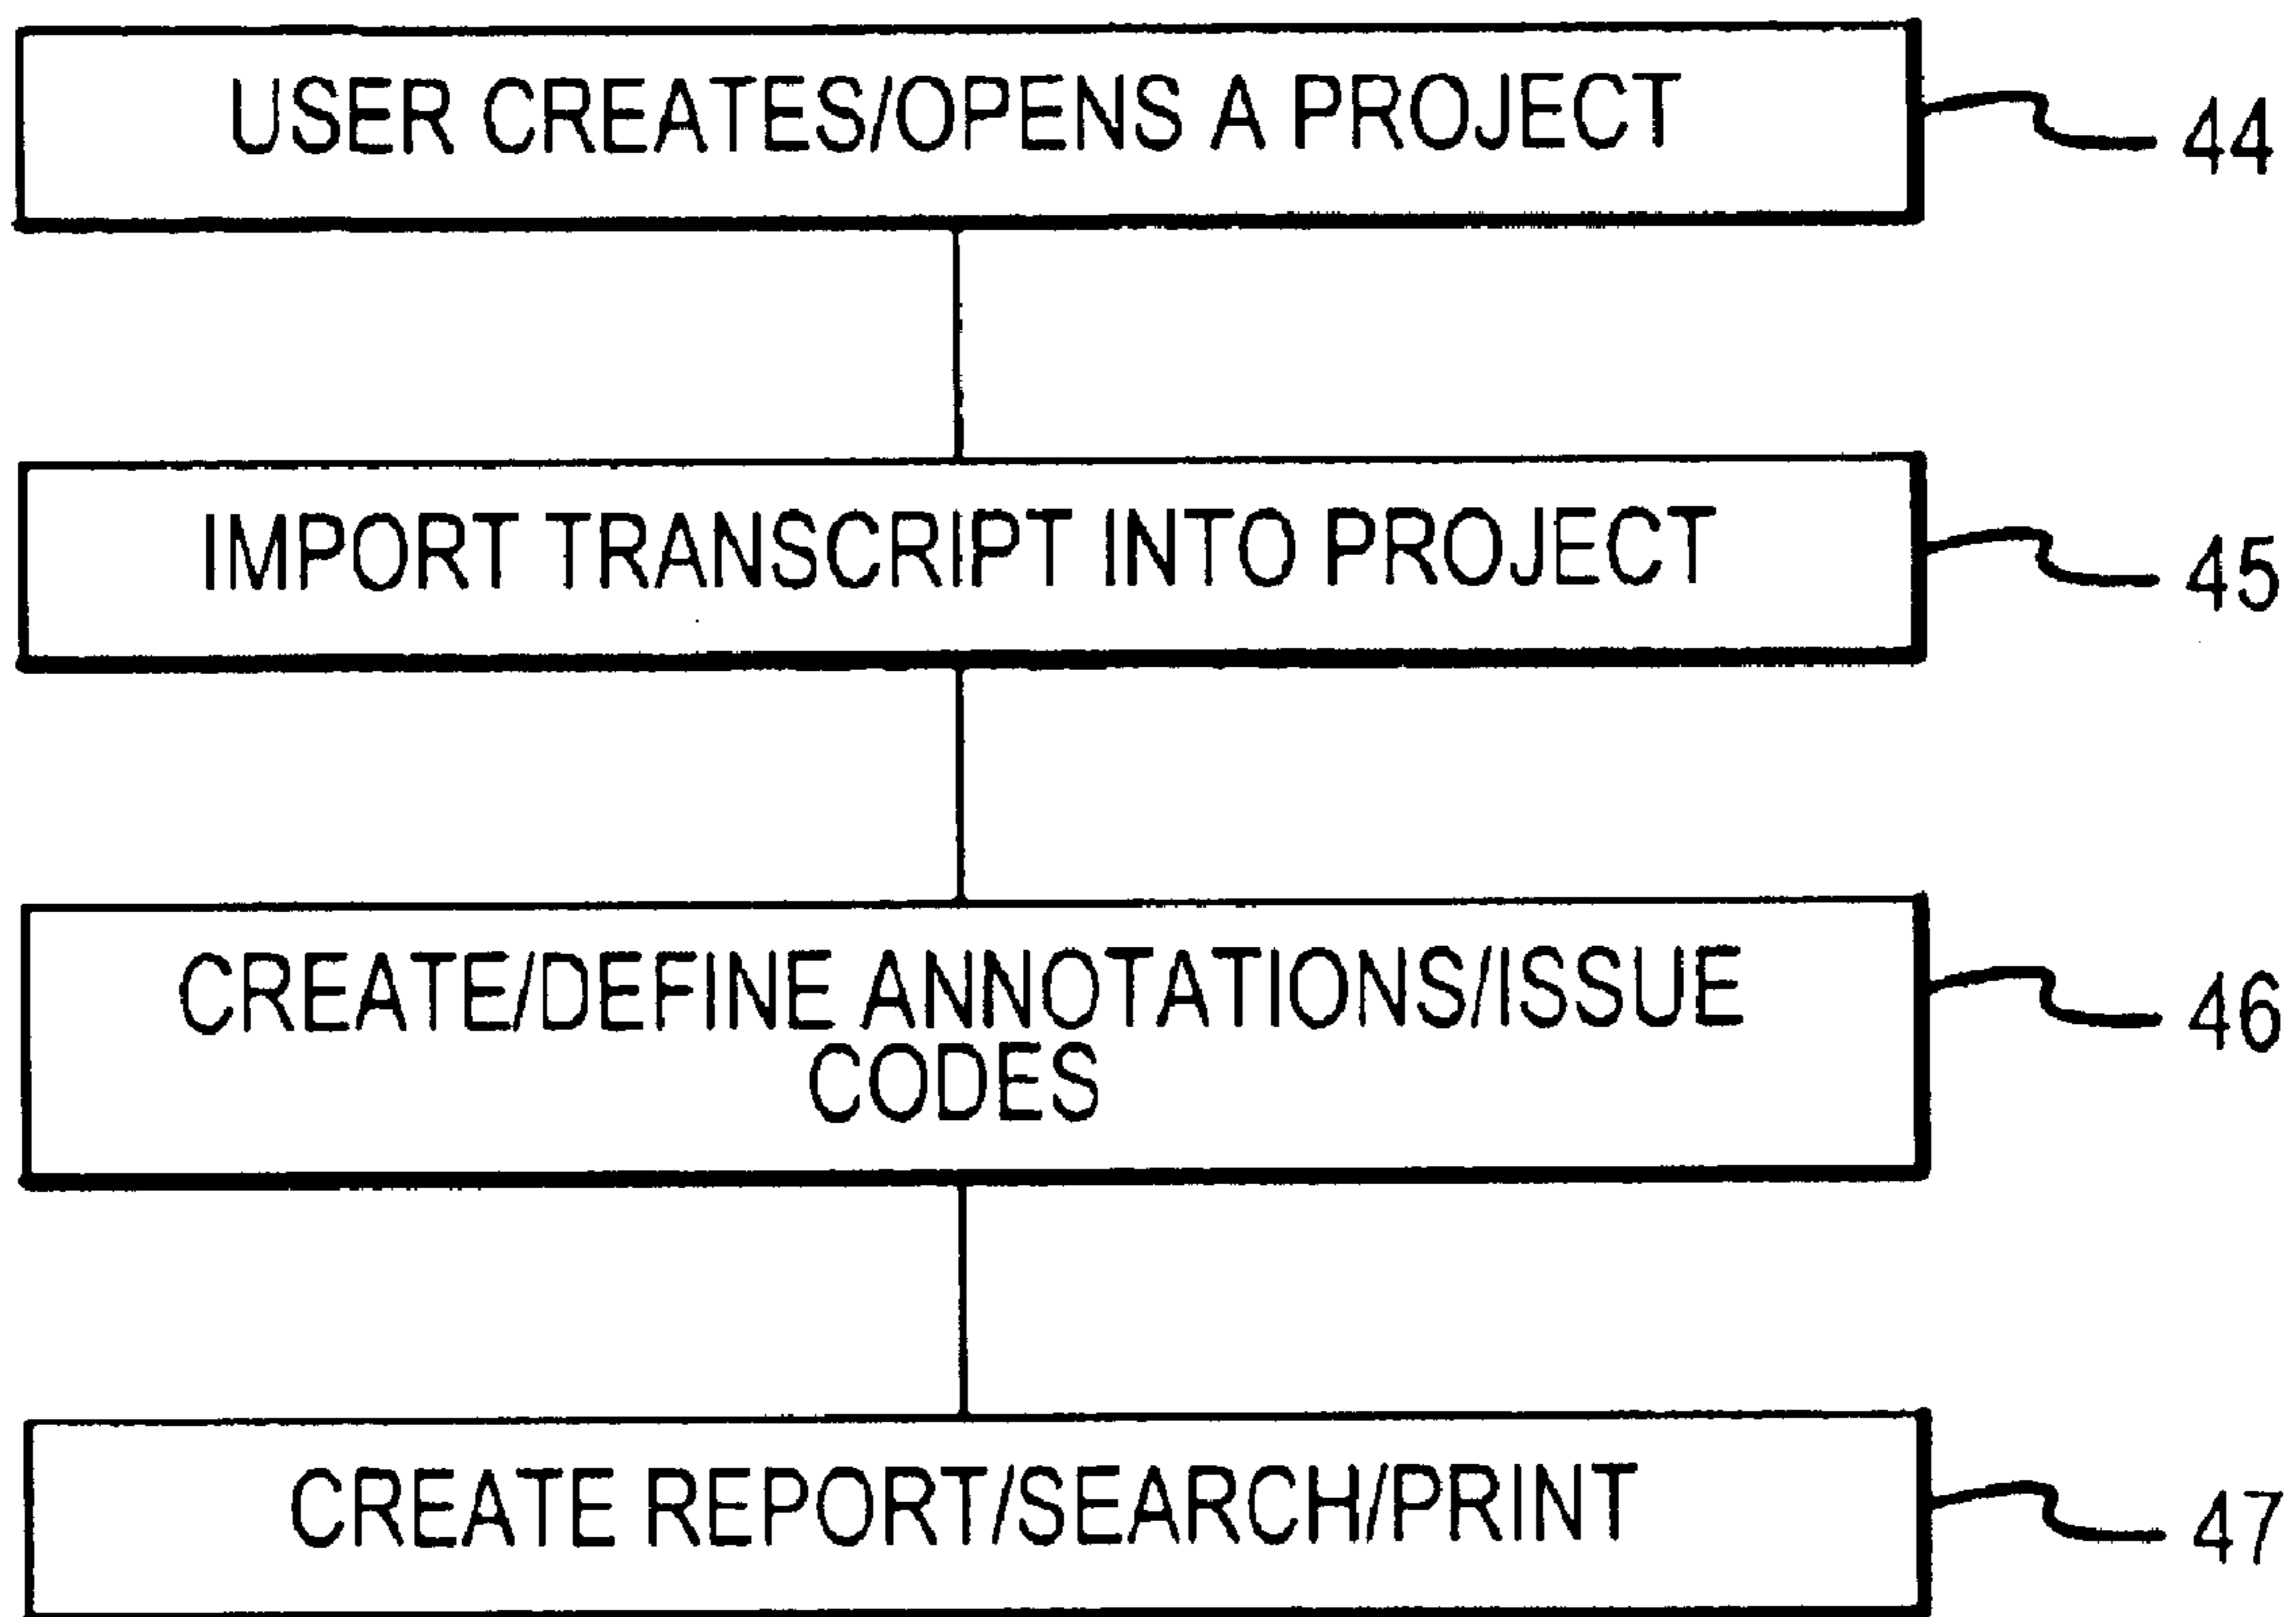 USER CREATES/OPENS A PROJECT
44
IMPORT TRANSCRIPT INTO PROJECT
45
CREATE/DEFINE ANNOTATIONS/ISSUE
CODES
46
CREATE REPORT/SEARCH/PRINT
47